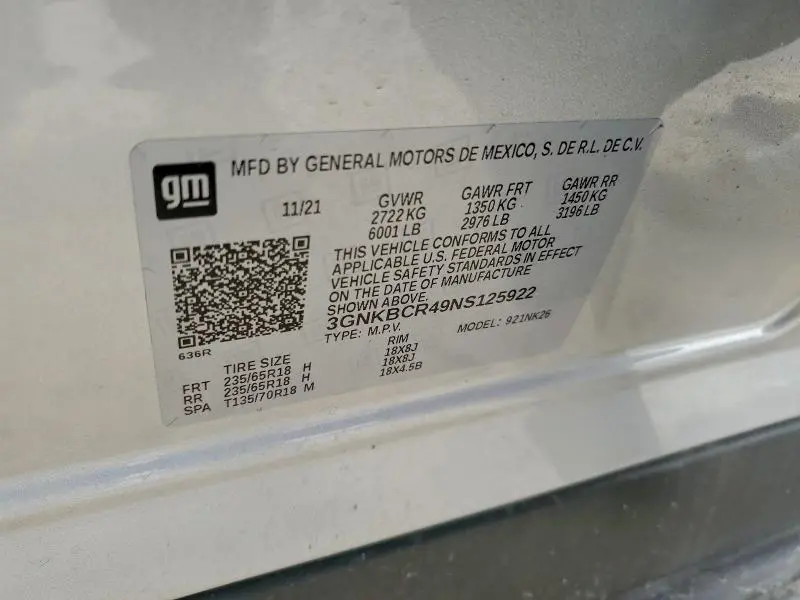 gm
MFD BY GENERAL MOTORS DE MEXICO, S. DE R.L. DE C.V.
11/21 GVWR GAWR FRT GAWR RR
2722 KG 1350 KG 1450 KG
6001 LB 2976 LB 3196 LB
THIS VEHICLE CONFORMS TO ALL
APPLICABLE U.S. FEDERAL MOTOR
VEHICLE SAFETY STANDARDS IN EFFECT
ON THE DATE OF MANUFACTURE
SHOWN ABOVE.
3GNKBCR49NS125922
TYPE: M.P.V. MODEL: 921NK26
636R
TIRE SIZE RIM
FRT 235/65R18 H 18X8J
RR 235/65R18 H 18X8J
SPA T135/70R18 M 18X4.5B